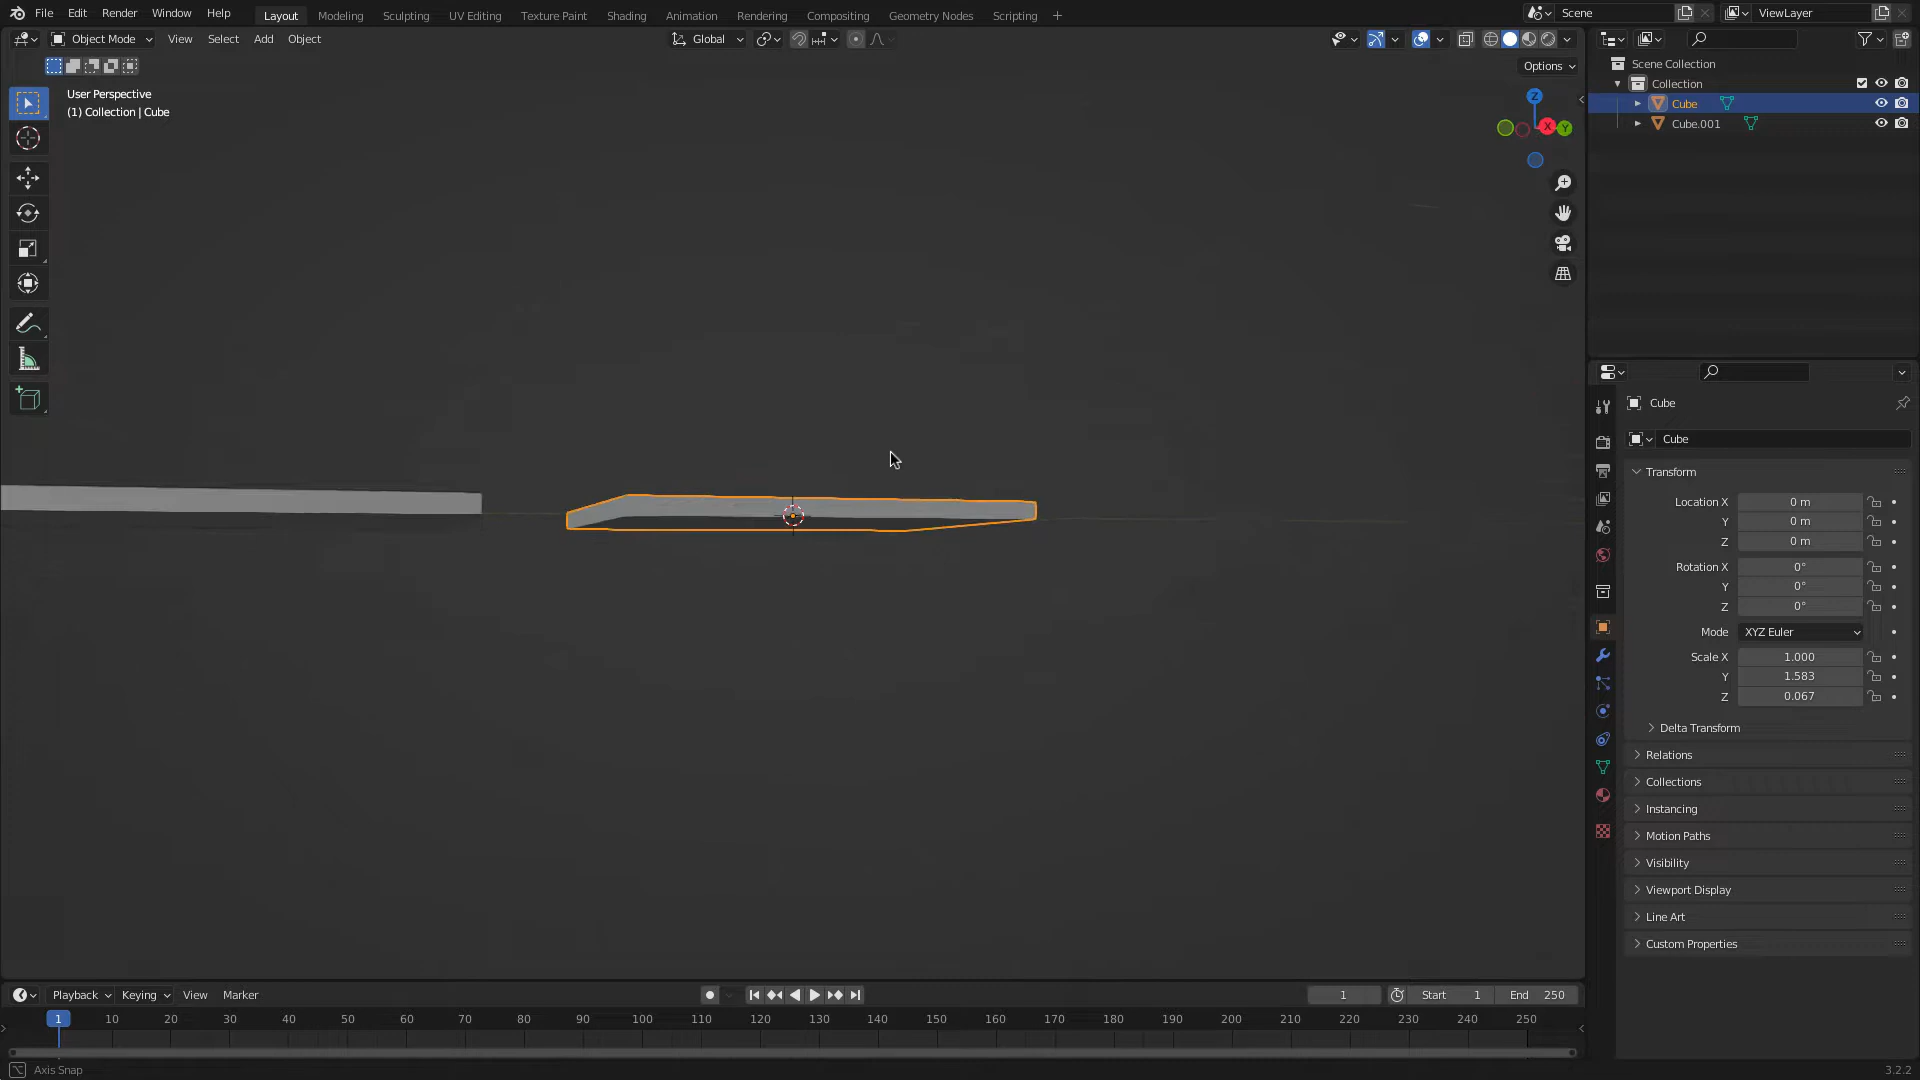 File Edit Render Window Help Layout Modeling Sculpting UV Editing Texture Paint Shading Animation Rendering Compositing Geometry Nodes Scripting + Scene ViewLayer
Object Mode View Select Add Object Global
Options
User Perspective
(1) Collection | Cube
Z
X
Y
Scene Collection
Collection
Cube
Cube.001
Cube
Cube
Transform
Location X 0 m
Y 0 m
Z 0 m
Rotation X 0°
Y 0°
Z 0°
Mode XYZ Euler
Scale X 1.000
Y 1.583
Z 0.067
Delta Transform
Relations
Collections
Instancing
Motion Paths
Visibility
Viewport Display
Line Art
Custom Properties
Playback Keying View Marker 1 Start 1 End 250
1 10 20 30 40 50 60 70 80 90 100 110 120 130 140 150 160 170 180 190 200 210 220 230 240 250
Axis Snap 3.2.2